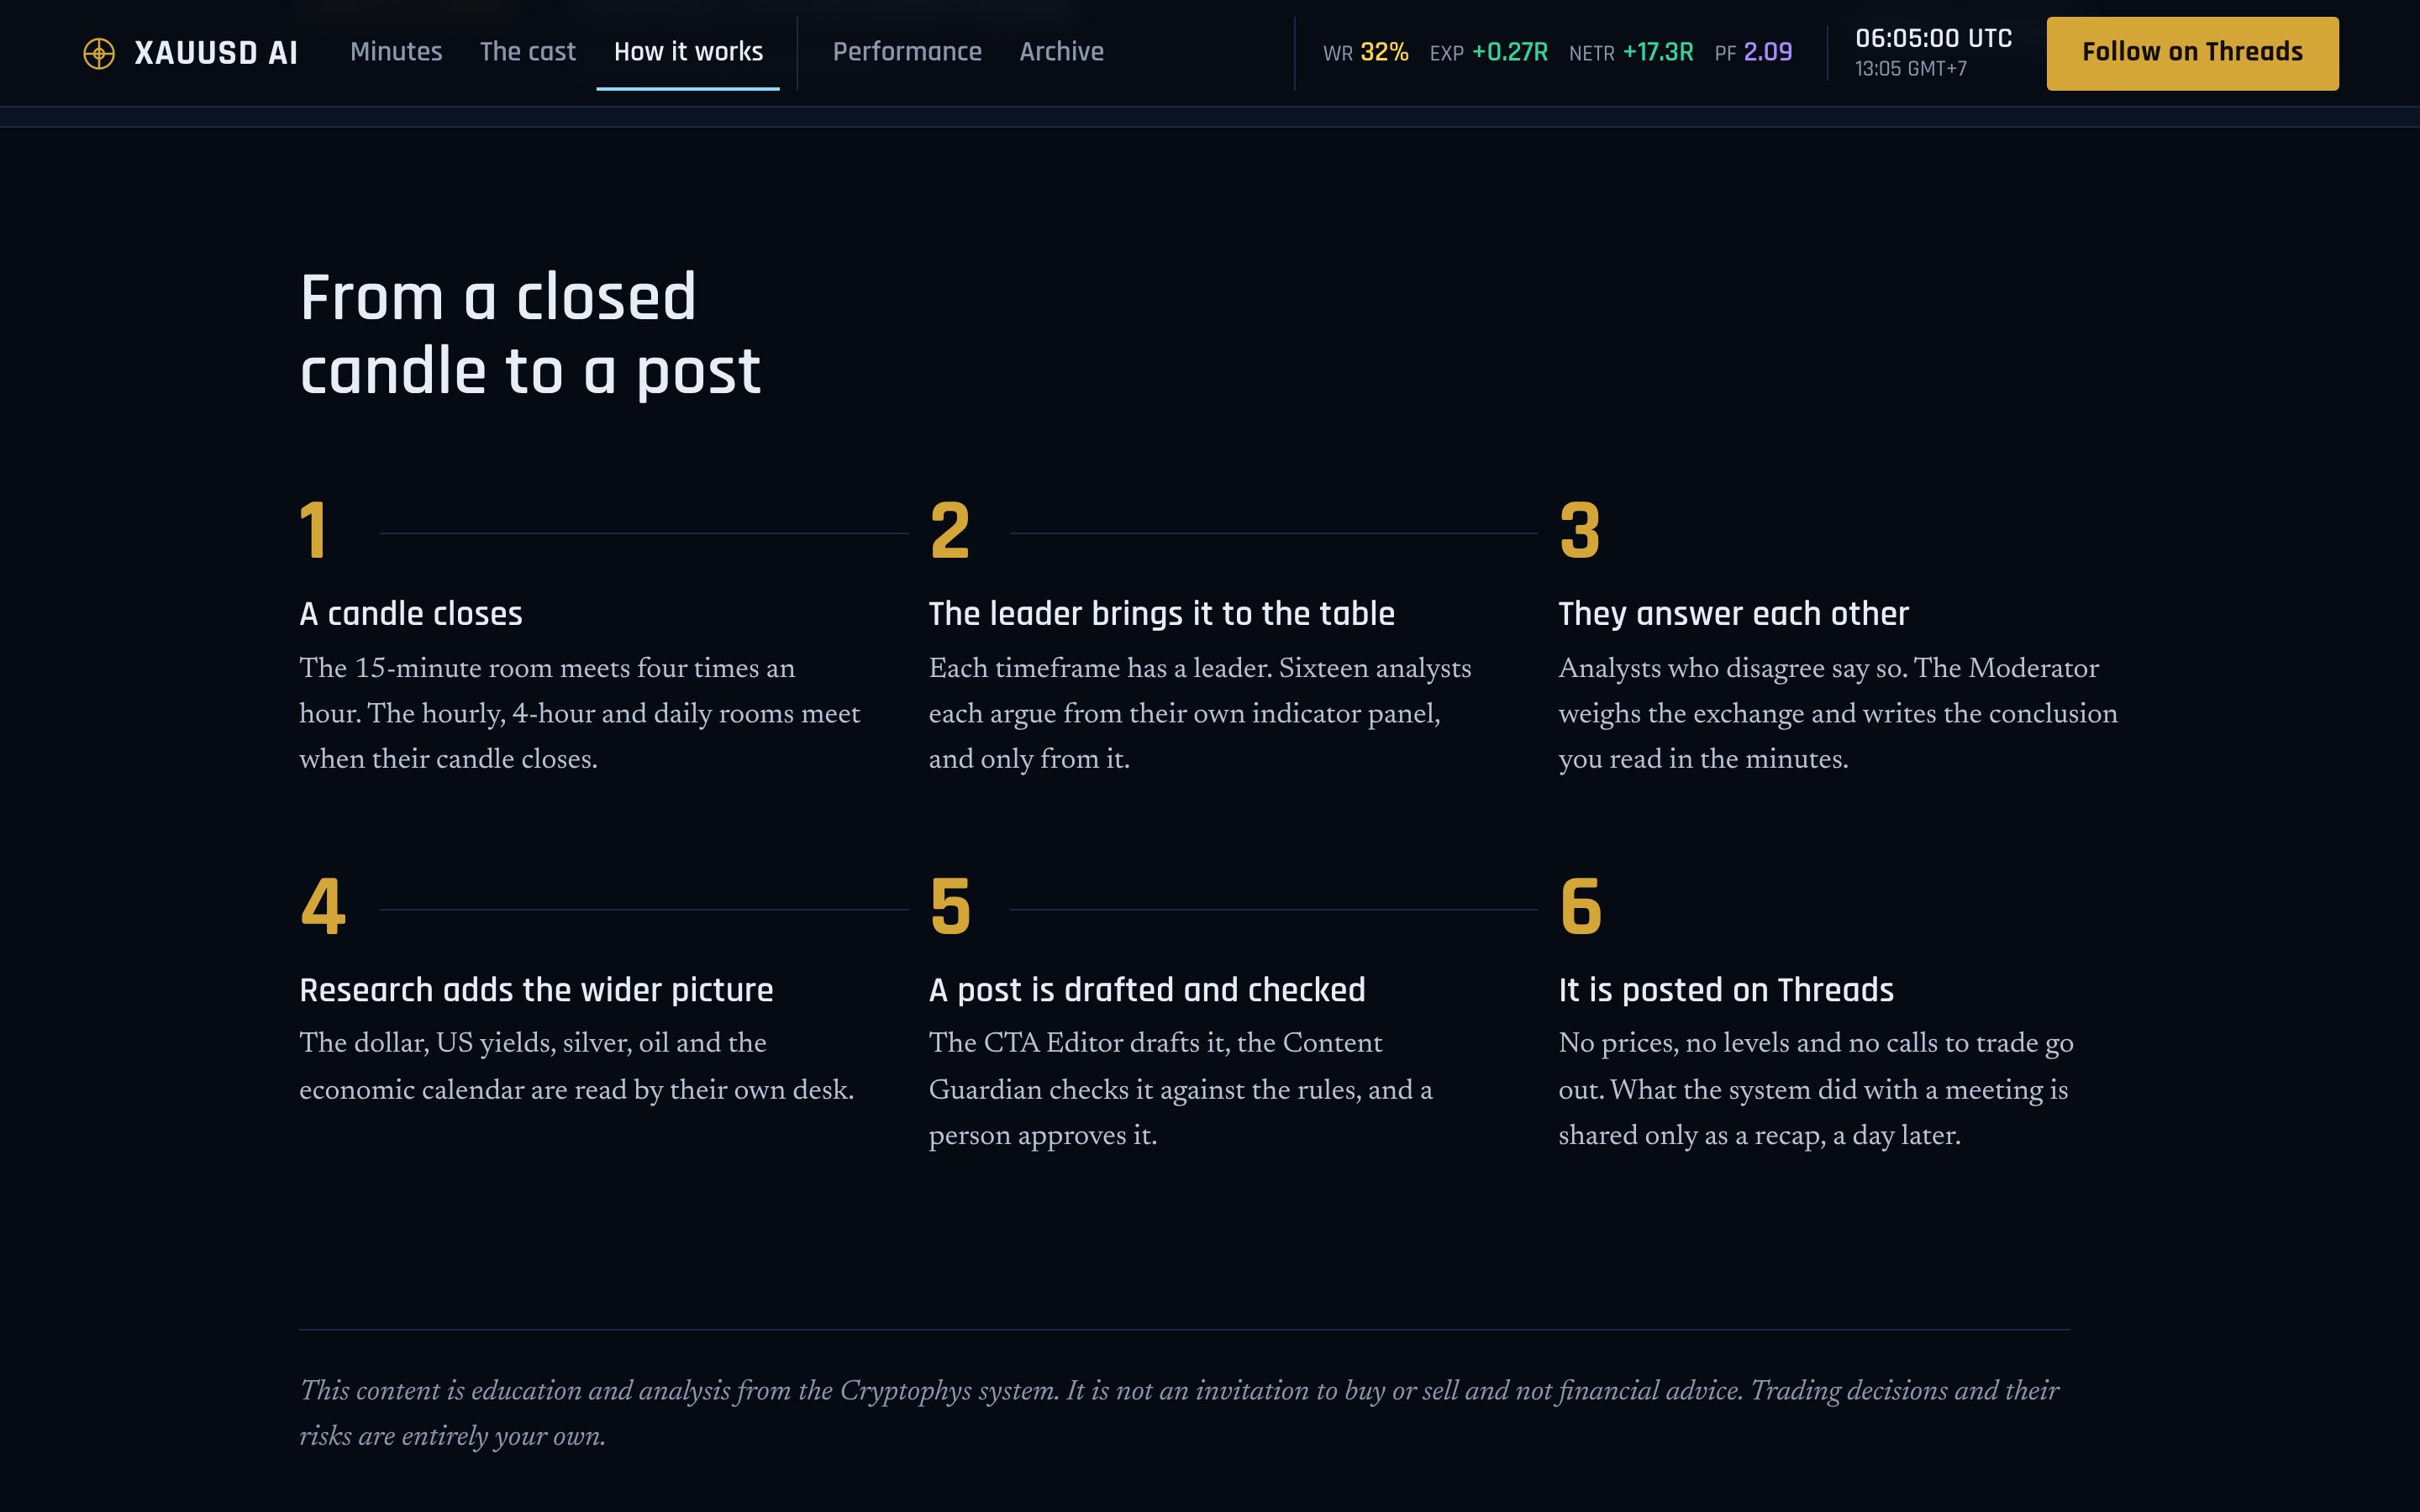 XAUUSD AI
Minutes
The cast
How it works
Performance
Archive
WR 32% EXP +0.27R NETR +17.3R PF 2.09
06:05:00 UTC
13:05 GMT+7
Follow on Threads
From a closed
candle to a post
1
A candle closes
The 15-minute room meets four times an
hour. The hourly, 4-hour and daily rooms meet
when their candle closes.
2
The leader brings it to the table
Each timeframe has a leader. Sixteen analysts
each argue from their own indicator panel,
and only from it.
3
They answer each other
Analysts who disagree say so. The Moderator
weighs the exchange and writes the conclusion
you read in the minutes.
4
Research adds the wider picture
The dollar, US yields, silver, oil and the
economic calendar are read by their own desk.
5
A post is drafted and checked
The CTA Editor drafts it, the Content
Guardian checks it against the rules, and a
person approves it.
6
It is posted on Threads
No prices, no levels and no calls to trade go
out. What the system did with a meeting is
shared only as a recap, a day later.
This content is education and analysis from the Cryptophys system. It is not an invitation to buy or sell and not financial advice. Trading decisions and their
risks are entirely your own.